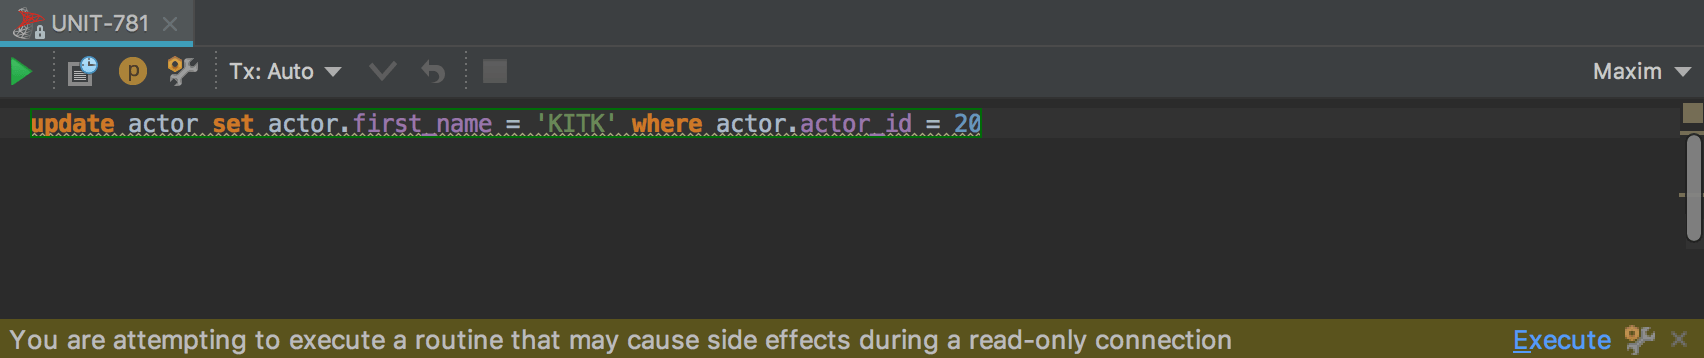 UNIT-781
p Tx: Auto Maxim
update actor set actor.first_name = 'KITK' where actor.actor_id = 20
You are attempting to execute a routine that may cause side effects during a read-only connection Execute